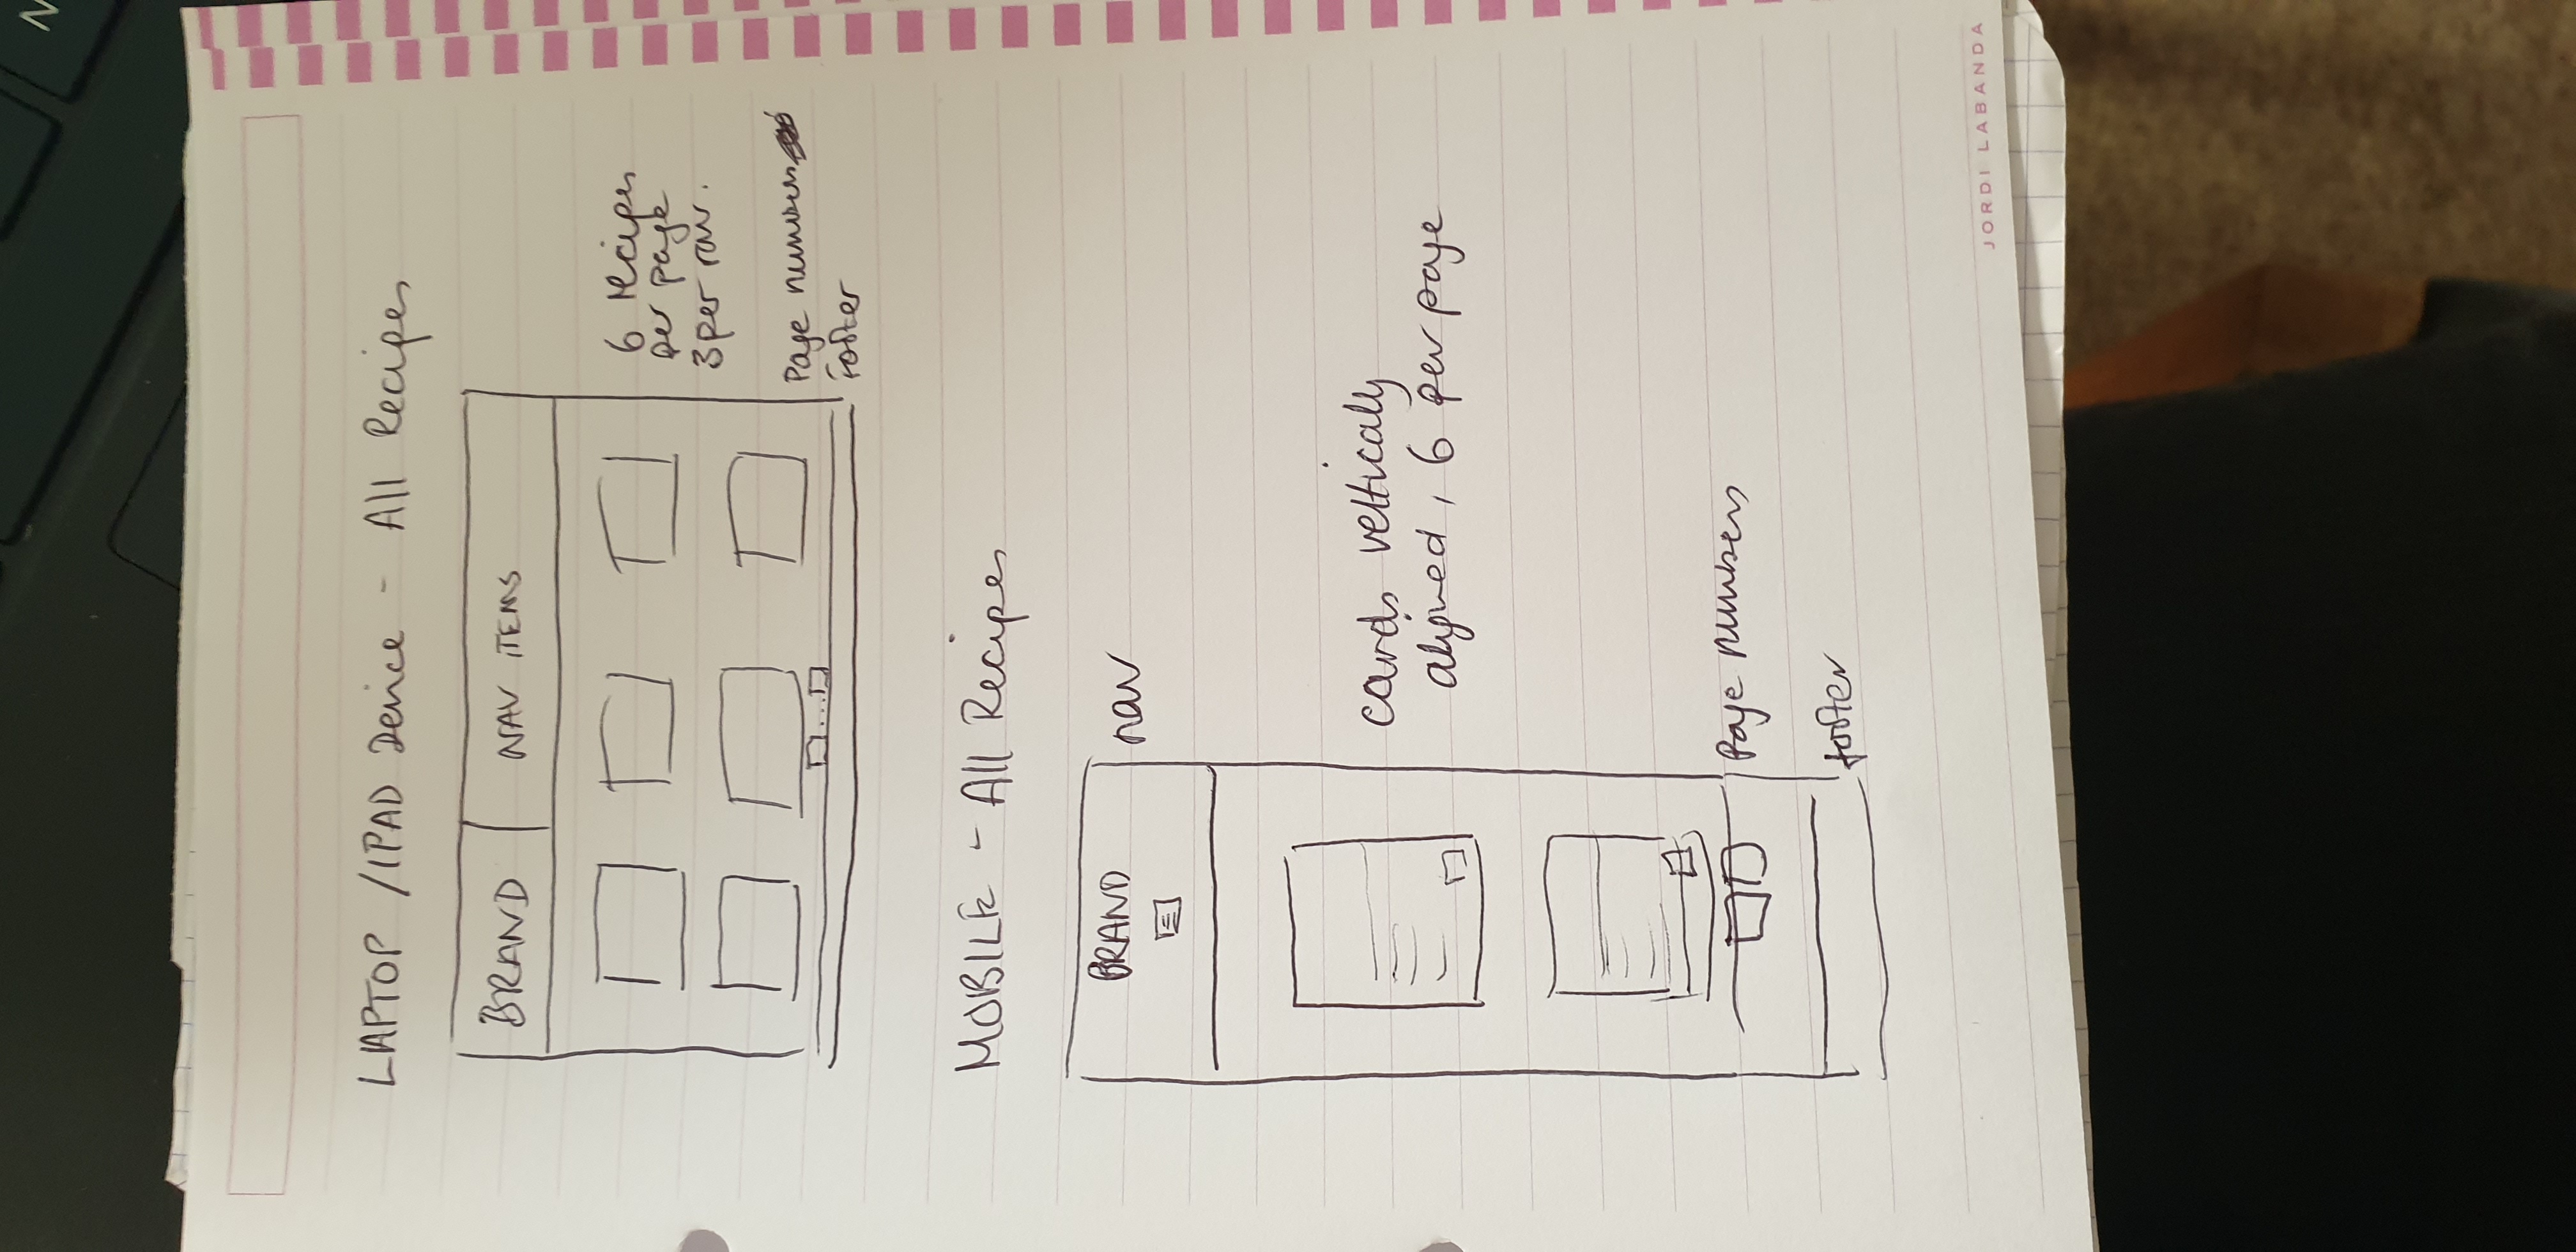 LAPTOP /IPAD Device - All Recipes
BRAND
NAV ITEMS
6 recipes
per page
3 per row.
Page numbers
Footer
MOBILE - All Recipes
BRAND
nav
cards veltically
aligned, 6 per page
Page numbers
footer
JORDI LABANDA
N